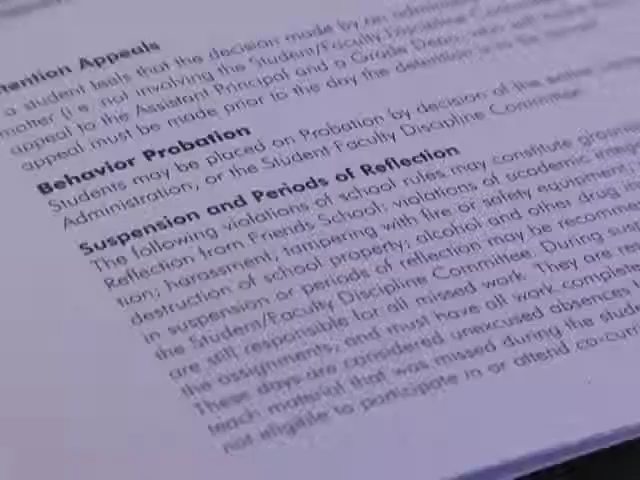 tention Appeals
a student feels that the decision made by an
matter (i.e. not involving the Student/Faculty Discipline
appeal to the Assistant Principal and a Grade Dean
appeal must be made prior to the day the detention is to be
Behavior Probation
Students may be placed on Probation by decision of the
Administration, or the Student Faculty Discipline Committee.
Suspension and Periods of Reflection
The following violations of school rules may constitute
Reflection from Friends School: violations of academic
tion; harassment, tampering with fire or safety equipment,
destruction of school property; alcohol and other drug
in suspension or periods of reflection may be
the Student/Faculty Discipline Committee. During
are still responsible for all missed work. They are
the assignments, and must have all work
These days are considered unexcused absences
teach material that was missed during the
not eligible to participate in or attend